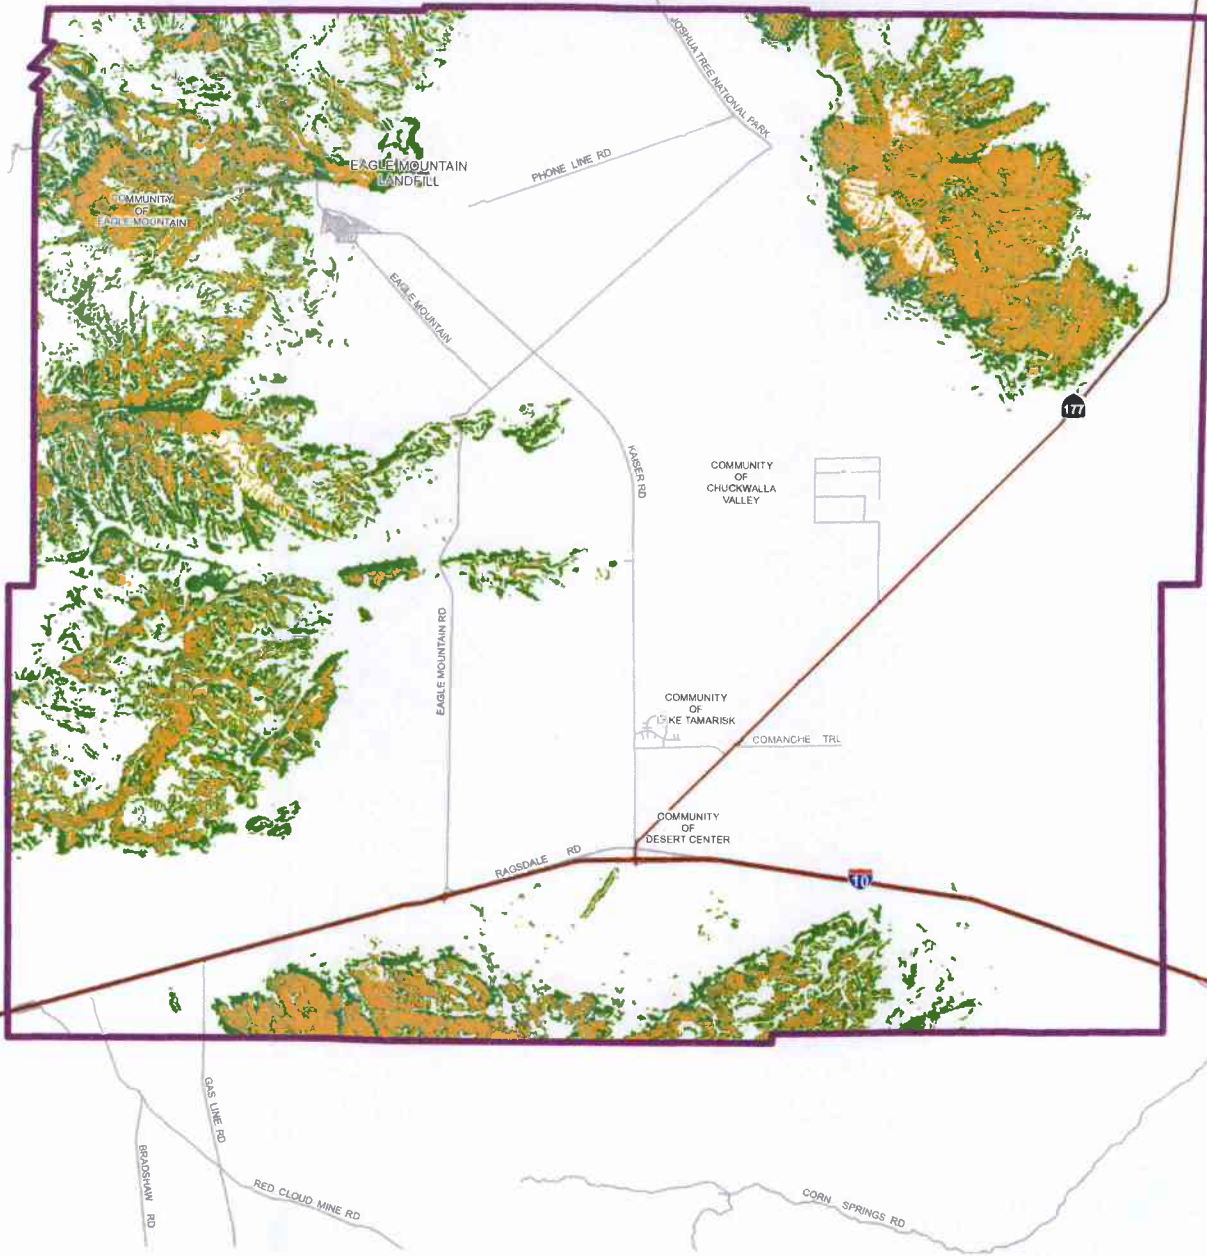 JOSHUA TREE NATIONAL PARK
PHONE LINE RD
EAGLE MOUNTAIN
LANDFILL
COMMUNITY
OF
EAGLE MOUNTAIN
EAGLE MOUNTAIN
177
KAISER RD
COMMUNITY
OF
CHUCKWALLA
VALLEY
EAGLE MOUNTAIN RD
COMMUNITY
OF
KE TAMARISK
COMANCHE TRL
COMMUNITY
OF
DESERT CENTER
RAGSDALE RD
10
GAS LINE RD
BRADSHAW RD
RED CLOUD MINE RD
CORN SPRINGS RD